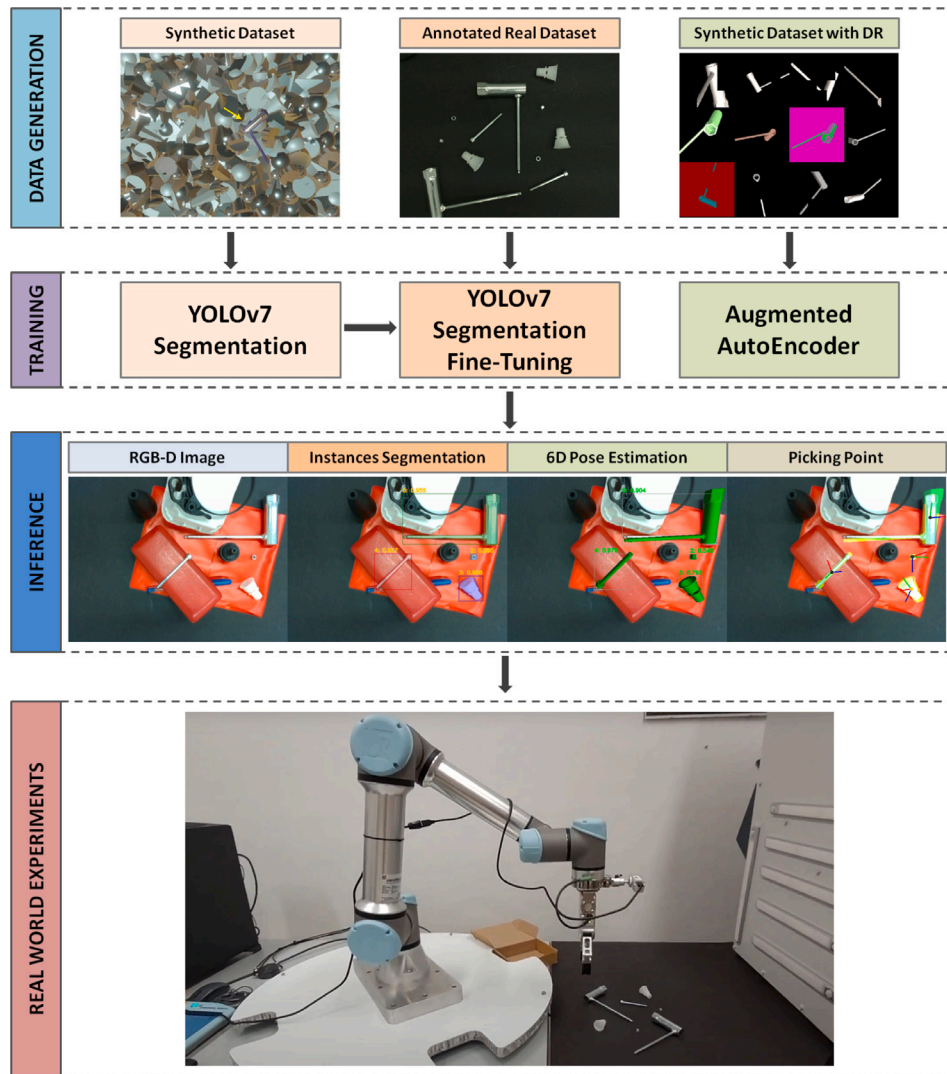 DATA GENERATION
Synthetic Dataset
Annotated Real Dataset
Synthetic Dataset with DR
TRAINING
YOLOv7
Segmentation
YOLOv7
Segmentation
Fine-Tuning
Augmented
AutoEncoder
INFERENCE
RGB-D Image
Instances Segmentation
6D Pose Estimation
Picking Point
REAL WORLD EXPERIMENTS